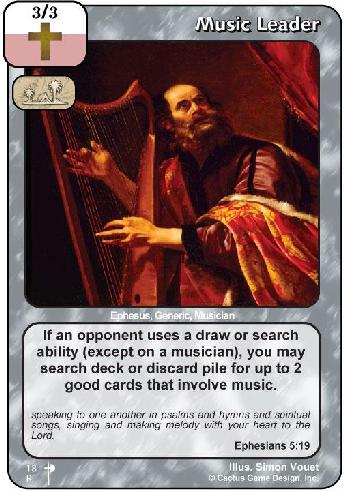 3/3
Music Leader
Ephesus, Generic, Musician
If an opponent uses a draw or search
ability (except on a musician), you may
search deck or discard pile for up to 2
good cards that involve music.
speaking to one another in psalms and hymns and spiritual
songs, singing and making melody with your heart to the
Lord.
Ephesians 5:19
18
R
Illus. Simon Vouet
© Cactus Game Design, Inc.